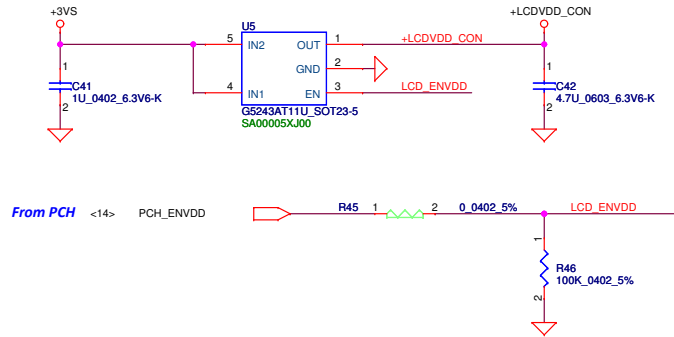 +3VS
U5
+LCDVDD_CON
5 IN2 OUT 1 +LCDVDD_CON
GND 2
4 IN1 EN 3 LCD_ENVDD
G5243AT11U_SOT23-5
SA00005XJ00
1
C41
1U_0402_6.3V6-K
2
1
C42
4.7U_0603_6.3V6-K
2
From PCH <14> PCH_ENVDD R45 1 2 0_0402_5% LCD_ENVDD
1
R46
100K_0402_5%
2